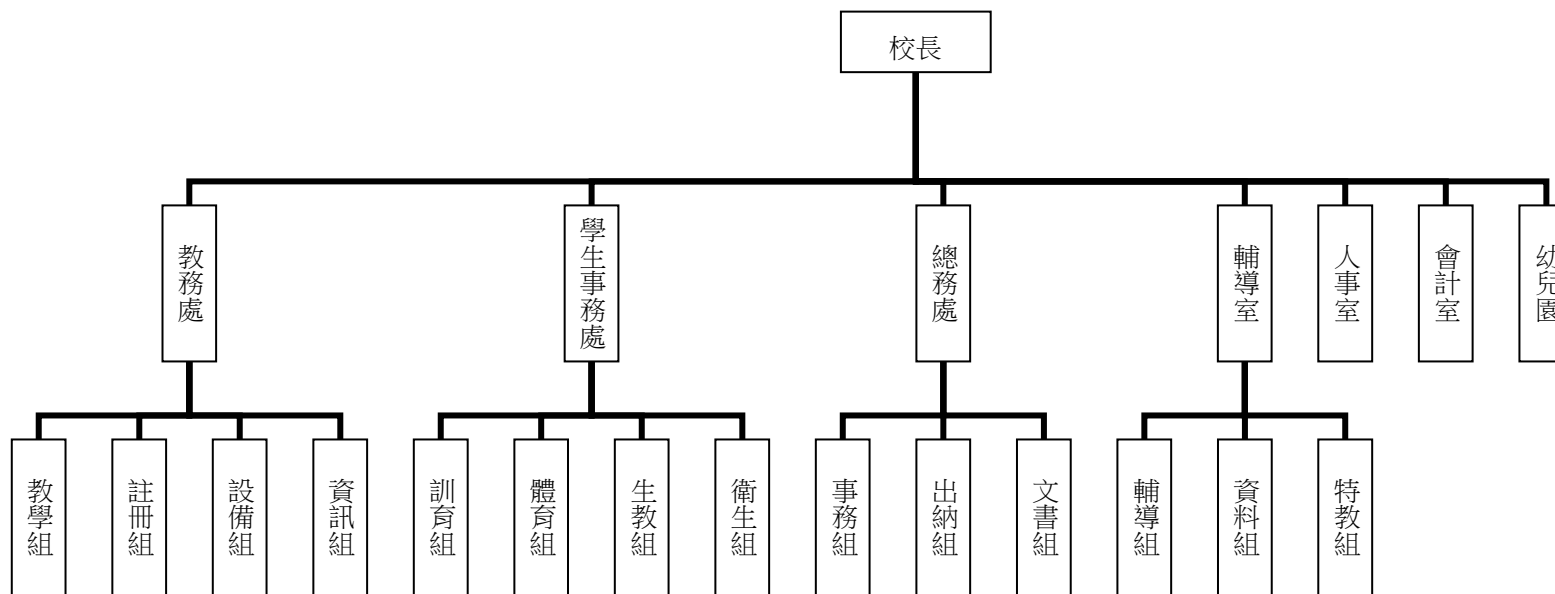 校長
教務處
學生事務處
總務處
輔導室
人事室
會計室
幼兒園
教學組
註冊組
設備組
資訊組
訓育組
體育組
生教組
衛生組
事務組
出納組
文書組
輔導組
資料組
特教組